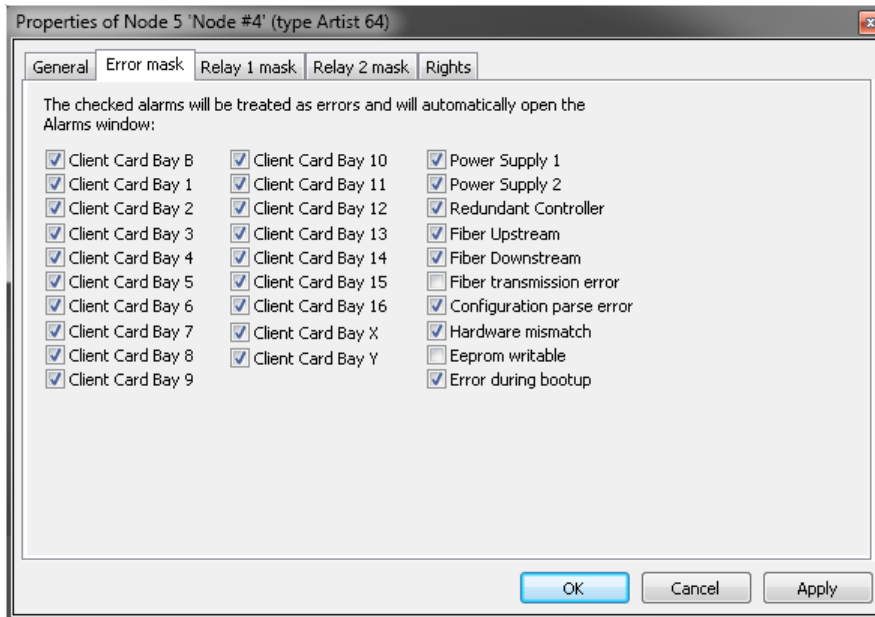 Properties of Node 5 'Node #4' (type Artist 64)
General Error mask Relay 1 mask Relay 2 mask Rights
The checked alarms will be treated as errors and will automatically open the
Alarms window:
Client Card Bay B
Client Card Bay 1
Client Card Bay 2
Client Card Bay 3
Client Card Bay 4
Client Card Bay 5
Client Card Bay 6
Client Card Bay 7
Client Card Bay 8
Client Card Bay 9
Client Card Bay 10
Client Card Bay 11
Client Card Bay 12
Client Card Bay 13
Client Card Bay 14
Client Card Bay 15
Client Card Bay 16
Client Card Bay X
Client Card Bay Y
Power Supply 1
Power Supply 2
Redundant Controller
Fiber Upstream
Fiber Downstream
Fiber transmission error
Configuration parse error
Hardware mismatch
Eeprom writable
Error during bootup
OK Cancel Apply